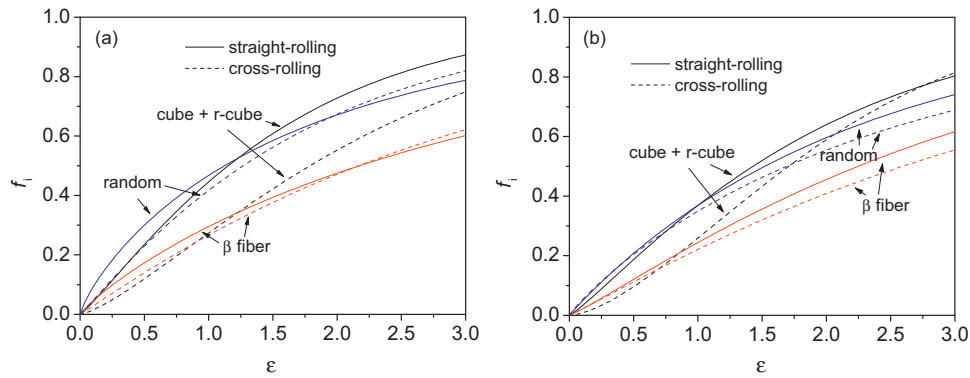 (a)
straight-rolling
cross-rolling
cube + r-cube
random
β fiber
1.0
0.8
0.6
0.4
0.2
0.0
0.0 0.5 1.0 1.5 2.0 2.5 3.0
ε
fi
(b)
straight-rolling
cross-rolling
cube + r-cube
random
β fiber
1.0
0.8
0.6
0.4
0.2
0.0
0.0 0.5 1.0 1.5 2.0 2.5 3.0
ε
fi